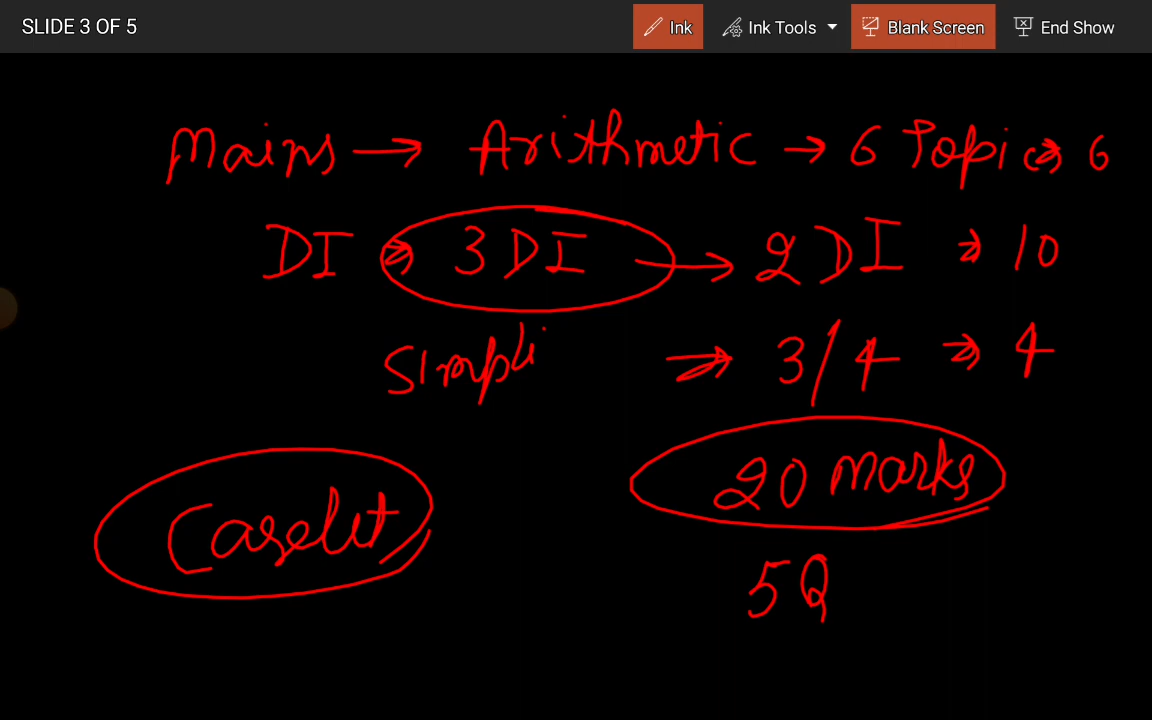 SLIDE 3 OF 5 Ink Ink Tools Blank Screen End Show
Mains → Arithmetic → 6 Topic → 6
DI → 3 DI → 2 DI → 10
Simpli → 3/4 → 4
Caselet 20 marks
5Q